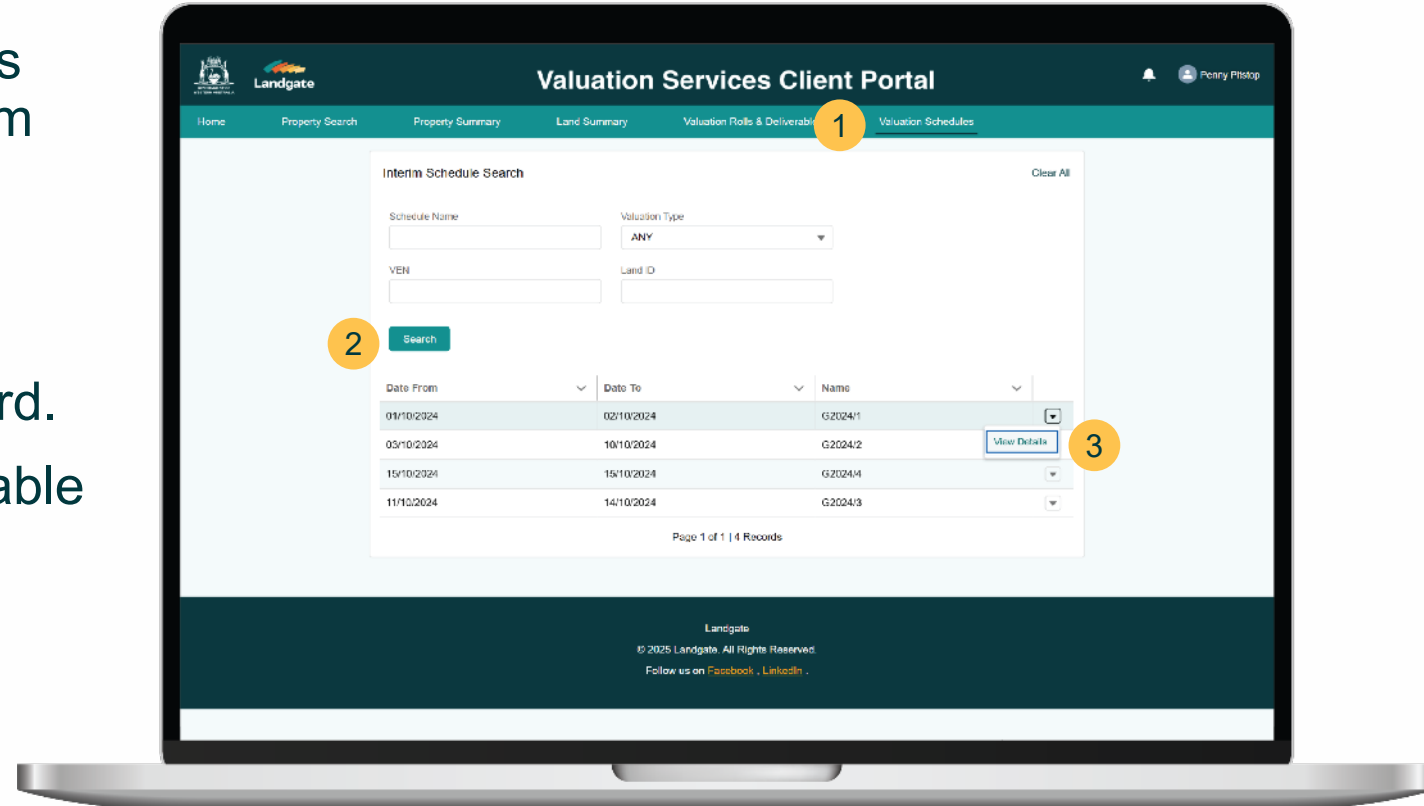 s
m
rd.
able
Landgate
Valuation Services Client Portal
Penny Pitstop
Home Property Search Property Summary Land Summary Valuation Rolls & Deliverabl 1 Valuation Schedules
Interim Schedule Search Clear All
Schedule Name Valuation Type
ANY
VEN Land ID
2 Search
Date From Date To Name
01/10/2024 02/10/2024 G2024/1
03/10/2024 10/10/2024 G2024/2 View Details 3
15/10/2024 15/10/2024 G2024/4
11/10/2024 14/10/2024 G2024/3
Page 1 of 1 | 4 Records
Landgate
© 2025 Landgate. All Rights Reserved.
Follow us on Facebook , LinkedIn .